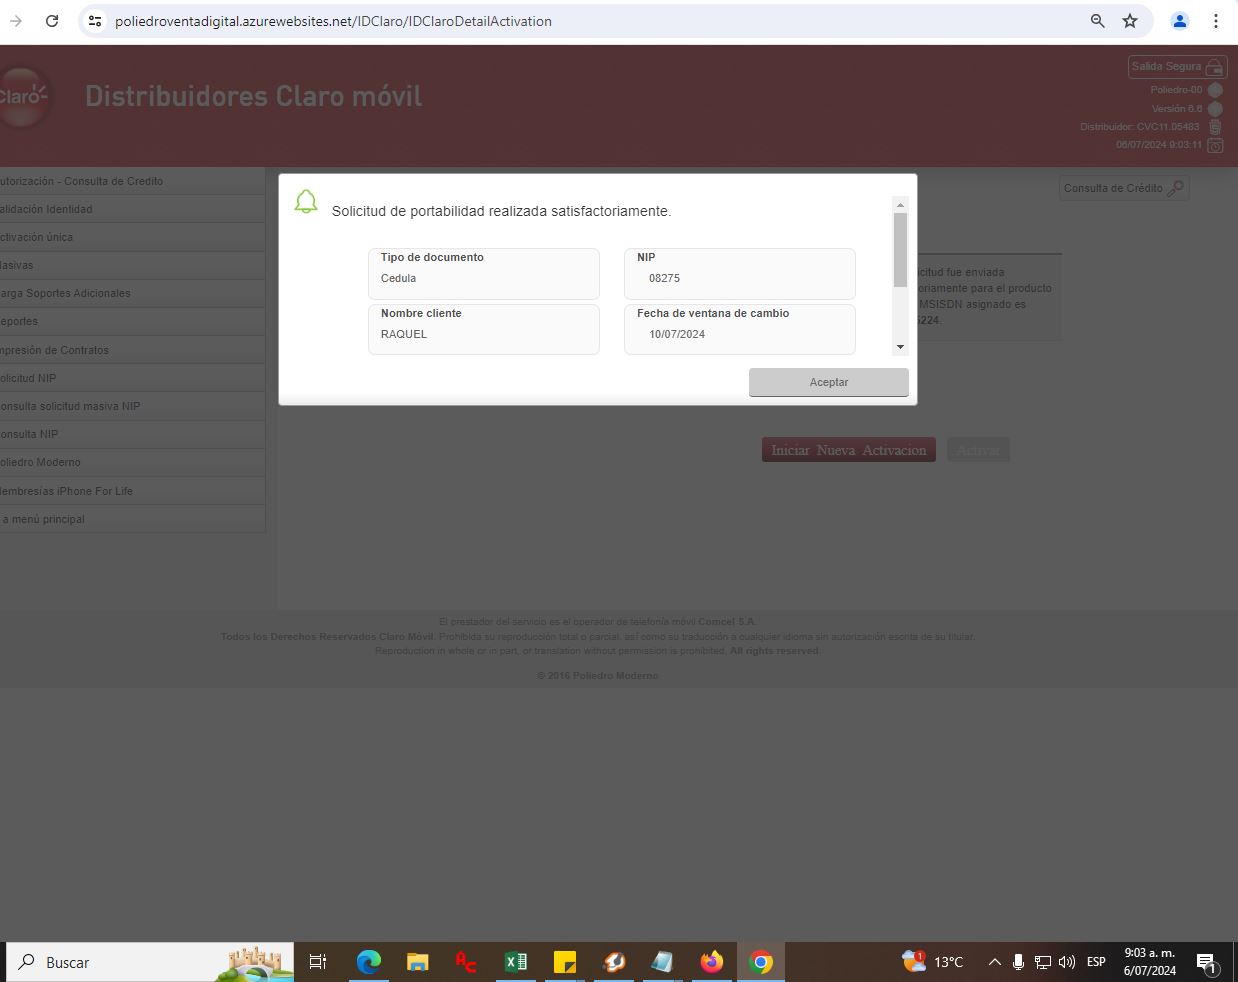 poliedroventadigital.azurewebsites.net/IDClaro/IDClaroDetailActivation
Claro
Distribuidores Claro móvil
Salida Segura
Poliedro-00
Versión 6.6
Distribuidor: CVC11.05483
06/07/2024 9:03:11
utorización - Consulta de Credito
alidación Identidad
ctivación única
asivas
arga Soportes Adicionales
eportes
mpresión de Contratos
olicitud NIP
onsulta solicitud masiva NIP
onsulta NIP
oliedro Moderno
embresías iPhone For Life
a menú principal
Consulta de Crédito
Solicitud de portabilidad realizada satisfactoriamente.
Tipo de documento
Cedula
NIP
08275
Nombre cliente
RAQUEL
Fecha de ventana de cambio
10/07/2024
Aceptar
icitud fue enviada
oriamente para el producto
MSISDN asignado es
5224.
Iniciar Nueva Activacion
Activar
El prestador del servicio es el operador de telefonía móvil Comcel S.A.
Todos los Derechos Reservados Claro Móvil. Prohibida su reproducción total o parcial, así como su traducción a cualquier idioma sin autorización escrita de su titular.
Reproduction in whole or in part, or translation without permission is prohibited. All rights reserved.
© 2016 Poliedro Moderno
Buscar
1
13°C
ESP
9:03 a. m.
6/07/2024
1